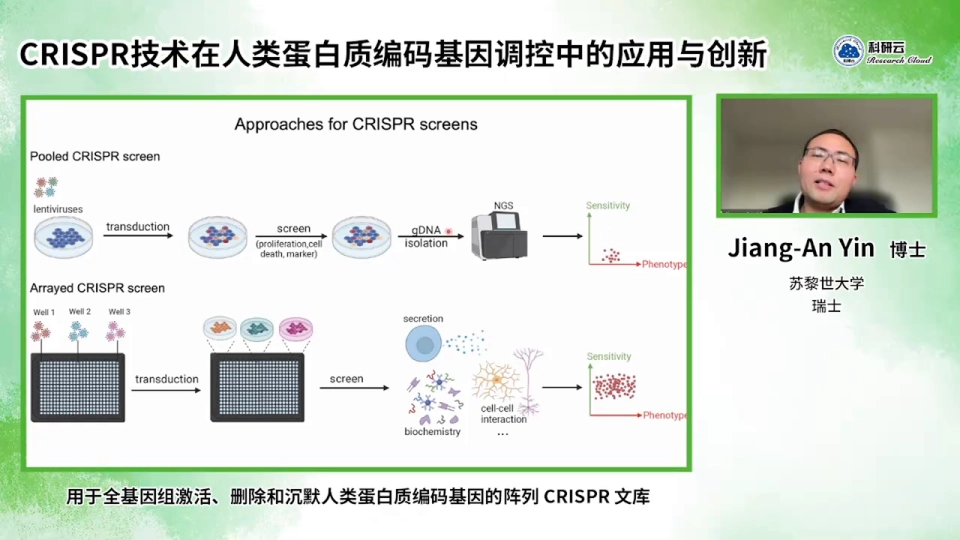 CRISPR技术在人类蛋白质编码基因调控中的应用与创新
科研云
Research Cloud
Approaches for CRISPR screens
Pooled CRISPR screen
lentiviruses
transduction
screen
(proliferation,cell
death, marker)
gDNA
isolation
NGS
Sensitivity
Phenotype
Arrayed CRISPR screen
Well 1
Well 2
Well 3
transduction
screen
secretion
biochemistry
cell-cell
interaction
...
Sensitivity
Phenotype
Jiang-An Yin 博士
苏黎世大学
瑞士
用于全基因组激活、删除和沉默人类蛋白质编码基因的阵列 CRISPR 文库